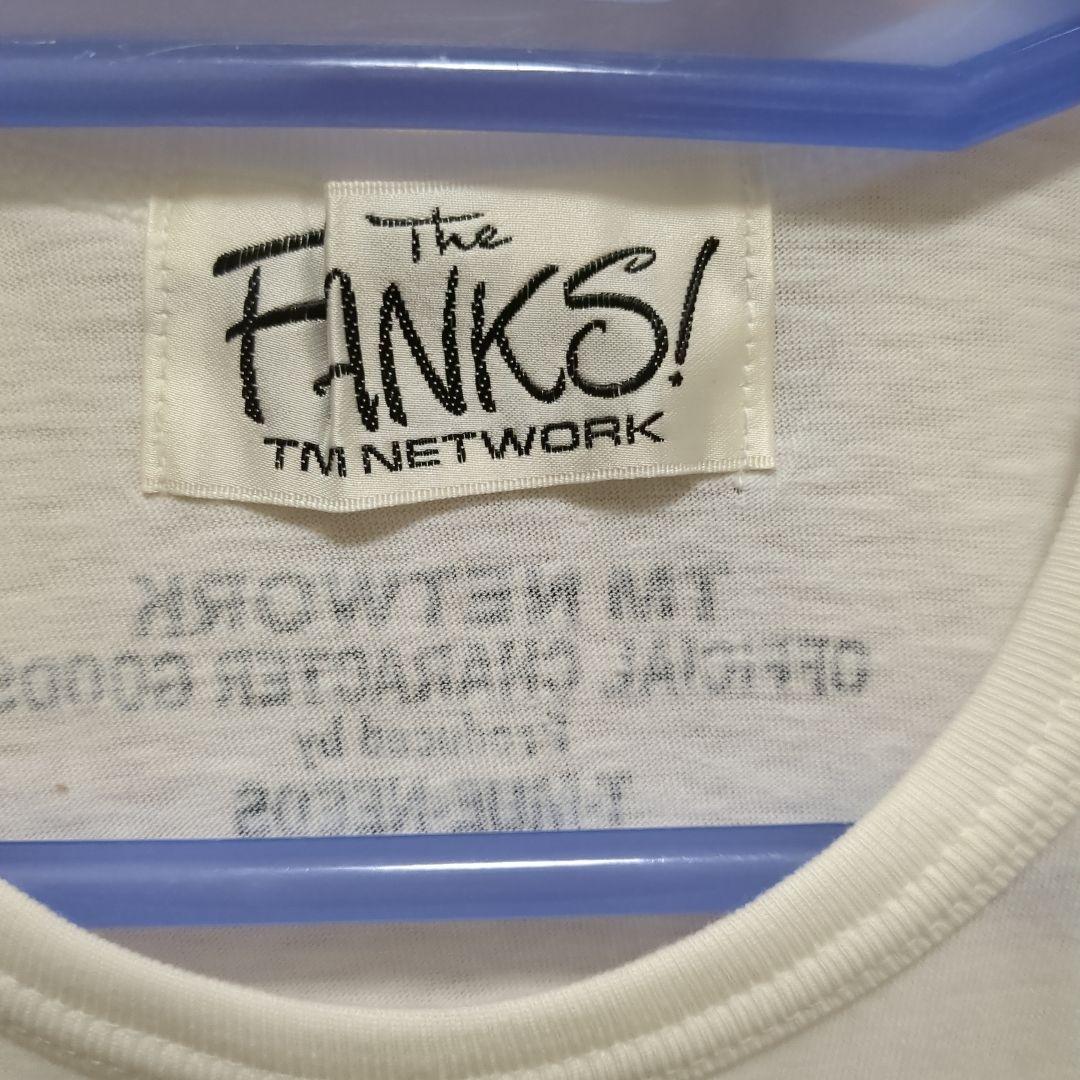 The
FANKS!
TM NETWORK
TM NETWORK
OFFICIAL CHARACTER GOODS
Produced by